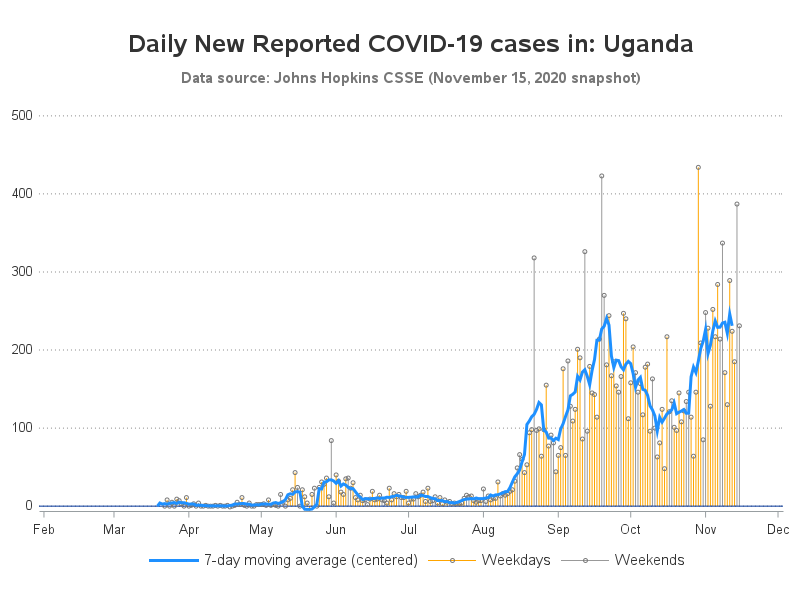 Daily New Reported COVID-19 cases in: Uganda
Data source: Johns Hopkins CSSE (November 15, 2020 snapshot)
500
400
300
200
100
0
Feb Mar Apr May Jun Jul Aug Sep Oct Nov Dec
7-day moving average (centered) Weekdays Weekends